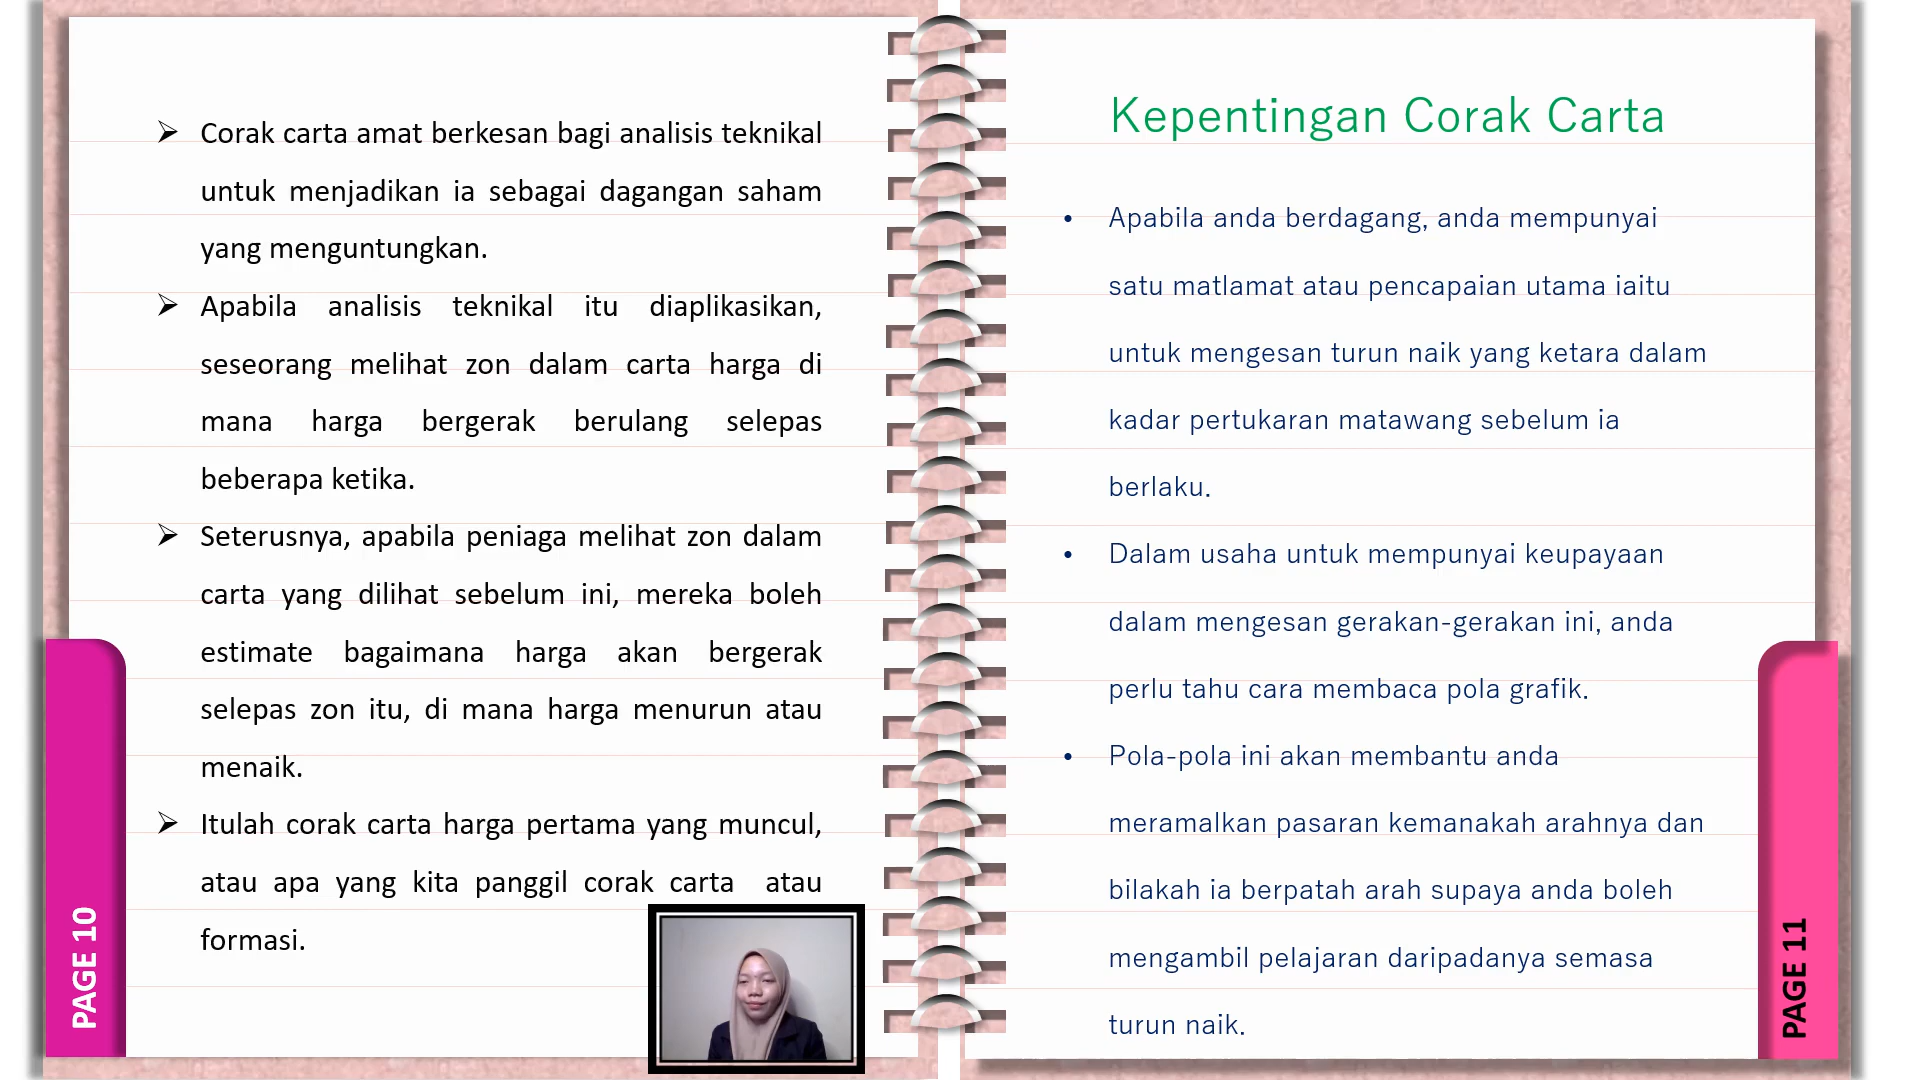 Corak carta amat berkesan bagi analisis teknikal
untuk menjadikan ia sebagai dagangan saham
yang menguntungkan.
Apabila analisis teknikal itu diaplikasikan,
seseorang melihat zon dalam carta harga di
mana harga bergerak berulang selepas
beberapa ketika.
Seterusnya, apabila peniaga melihat zon dalam
carta yang dilihat sebelum ini, mereka boleh
estimate bagaimana harga akan bergerak
selepas zon itu, di mana harga menurun atau
menaik.
Itulah corak carta harga pertama yang muncul,
atau apa yang kita panggil corak carta atau
formasi.
PAGE 10
Kepentingan Corak Carta
• Apabila anda berdagang, anda mempunyai
satu matlamat atau pencapaian utama iaitu
untuk mengesan turun naik yang ketara dalam
kadar pertukaran matawang sebelum ia
berlaku.
• Dalam usaha untuk mempunyai keupayaan
dalam mengesan gerakan-gerakan ini, anda
perlu tahu cara membaca pola grafik.
• Pola-pola ini akan membantu anda
meramalkan pasaran kemanakah arahnya dan
bilakah ia berpatah arah supaya anda boleh
mengambil pelajaran daripadanya semasa
turun naik.
PAGE 11